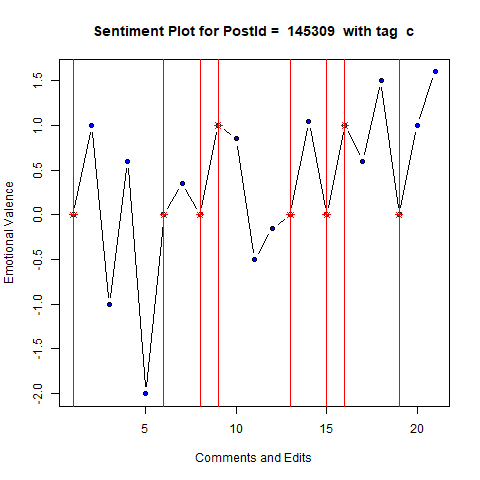 Sentiment Plot for PostId =  145309  with tag  c
1.5
1.0
0.5
0.0
-0.5
-1.0
-1.5
-2.0
Emotional Valence
5 10 15 20
Comments and Edits